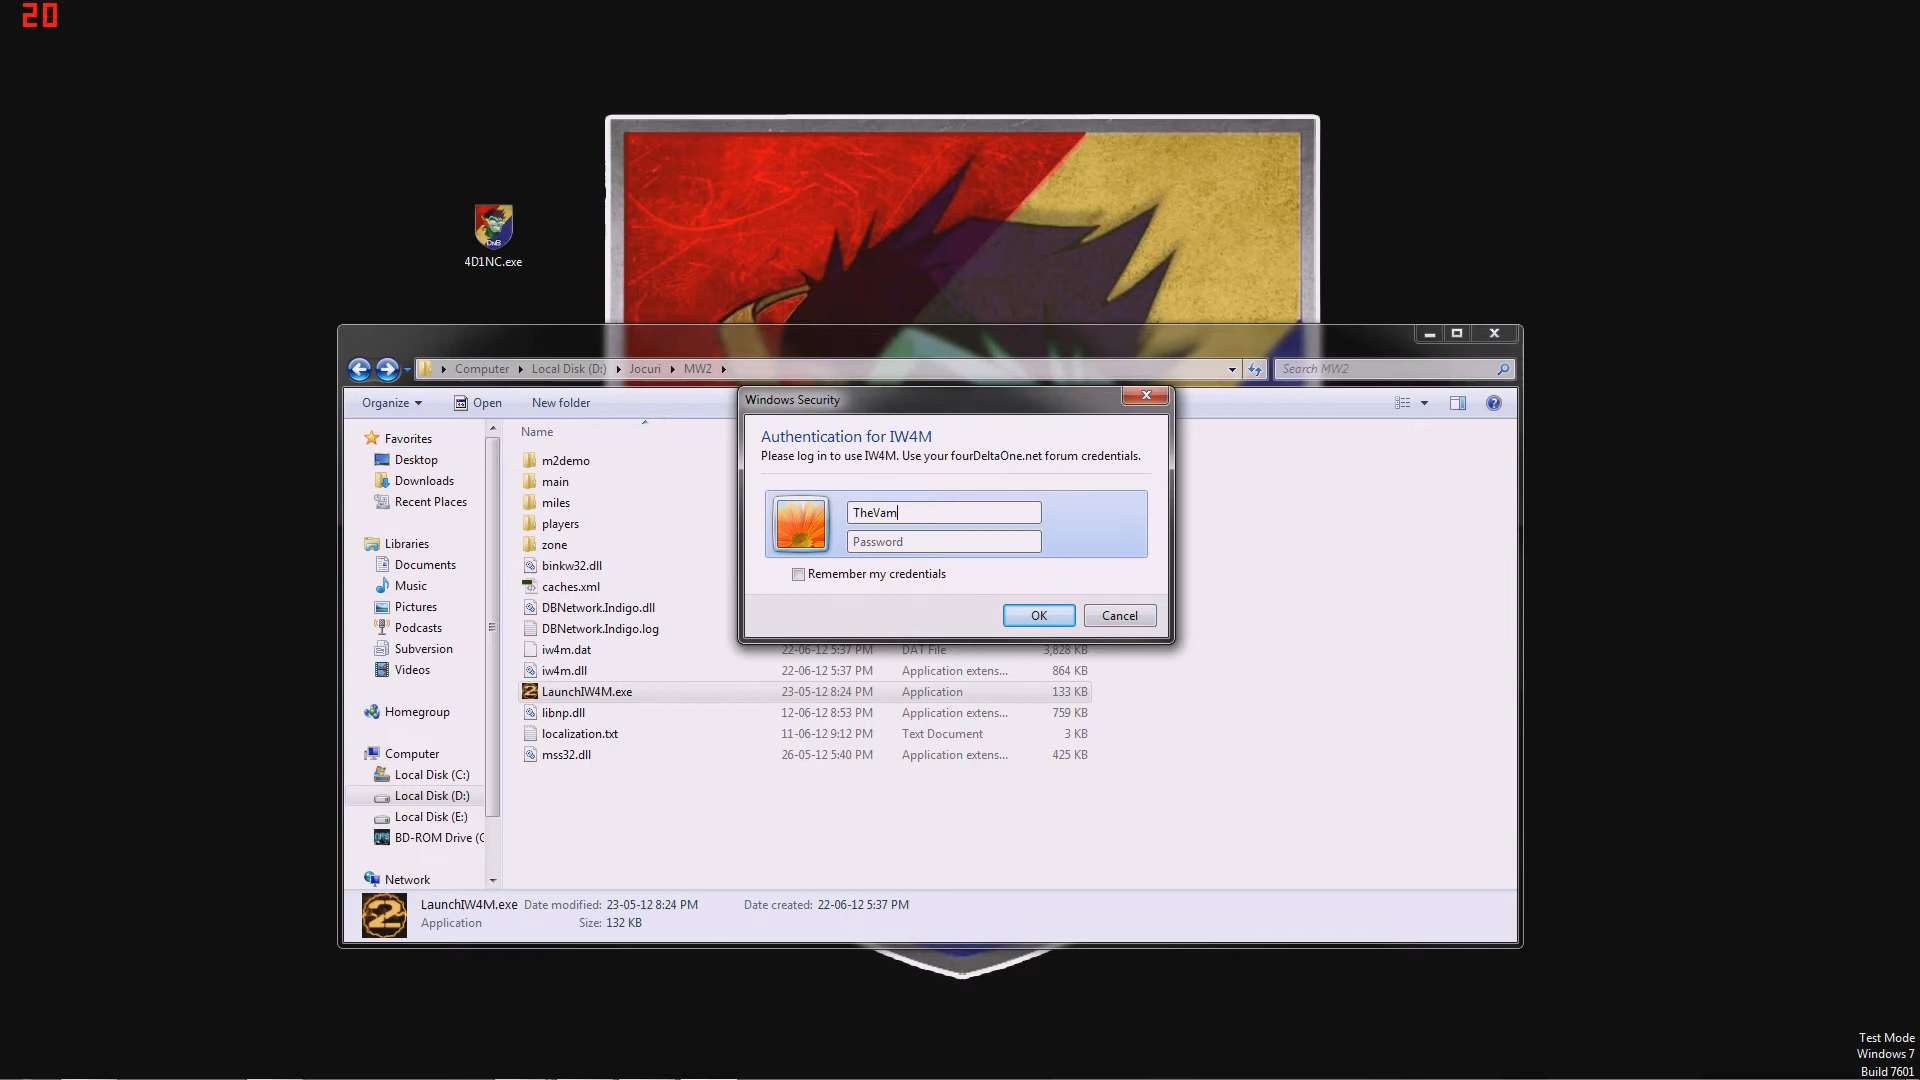 20
4D1NC.exe
Computer Local Disk (D:) Jocuri MW2
Search MW2
Organize Open New folder
Windows Security
Authentication for IW4M
Please log in to use IW4M. Use your fourDeltaOne.net forum credentials.
TheVam
Password
Remember my credentials
OK Cancel
Favorites
Desktop
Downloads
Recent Places
Libraries
Documents
Music
Pictures
Podcasts
Subversion
Videos
Homegroup
Computer
Local Disk (C:)
Local Disk (D:)
Local Disk (E:)
BD-ROM Drive (
Network
Name
m2demo
main
miles
players
zone
binkw32.dll
caches.xml
DBNetwork.Indigo.dll
DBNetwork.Indigo.log
iw4m.dat 22-06-12 5:37 PM DAT File 3,828 KB
iw4m.dll 22-06-12 5:37 PM Application extens... 864 KB
LaunchIW4M.exe 23-05-12 8:24 PM Application 133 KB
libnp.dll 12-06-12 8:53 PM Application extens... 759 KB
localization.txt 11-06-12 9:12 PM Text Document 3 KB
mss32.dll 26-05-12 5:40 PM Application extens... 425 KB
LaunchIW4M.exe Date modified: 23-05-12 8:24 PM Date created: 22-06-12 5:37 PM
Application Size: 132 KB
Test Mode
Windows 7
Build 7601